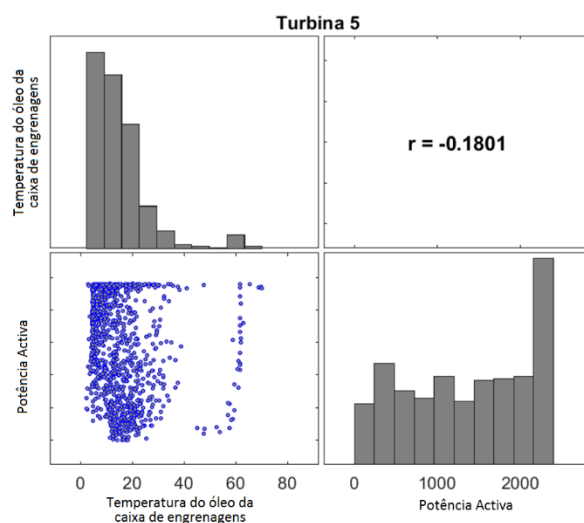 Turbina 5
Temperatura do óleo da
caixa de engrenagens
r = -0.1801
Potência Activa
0 20 40 60 80
0 1000 2000
Temperatura do óleo da
caixa de engrenagens
Potência Activa